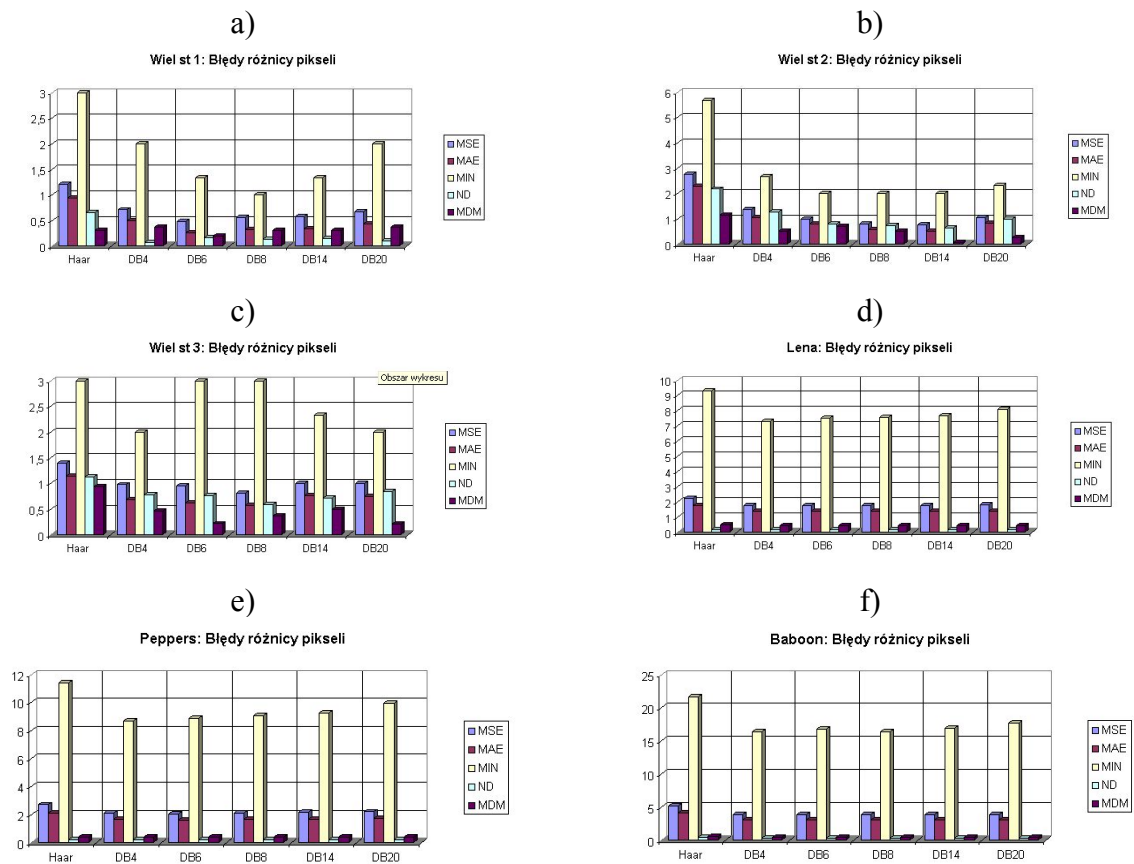 a)
Wiel st 1: Błędy różnicy pikseli
3
2,5
2
1,5
1
0,5
0
Haar DB4 DB6 DB8 DB14 DB20
MSE
MAE
MIN
ND
MDM
b)
Wiel st 2: Błędy różnicy pikseli
6
5
4
3
2
1
0
Haar DB4 DB6 DB8 DB14 DB20
MSE
MAE
MIN
ND
MDM
c)
Wiel st 3: Błędy różnicy pikseli
Obszar wykresu
3
2,5
2
1,5
1
0,5
0
Haar DB4 DB6 DB8 DB14 DB20
MSE
MAE
MIN
ND
MDM
d)
Lena: Błędy różnicy pikseli
10
9
8
7
6
5
4
3
2
1
0
Haar DB4 DB6 DB8 DB14 DB20
MSE
MAE
MIN
ND
MDM
e)
Peppers: Błędy różnicy pikseli
12
10
8
6
4
2
0
Haar DB4 DB6 DB8 DB14 DB20
MSE
MAE
MIN
ND
MDM
f)
Baboon: Błędy różnicy pikseli
25
20
15
10
5
0
Haar DB4 DB6 DB8 DB14 DB20
MSE
MAE
MIN
ND
MDM